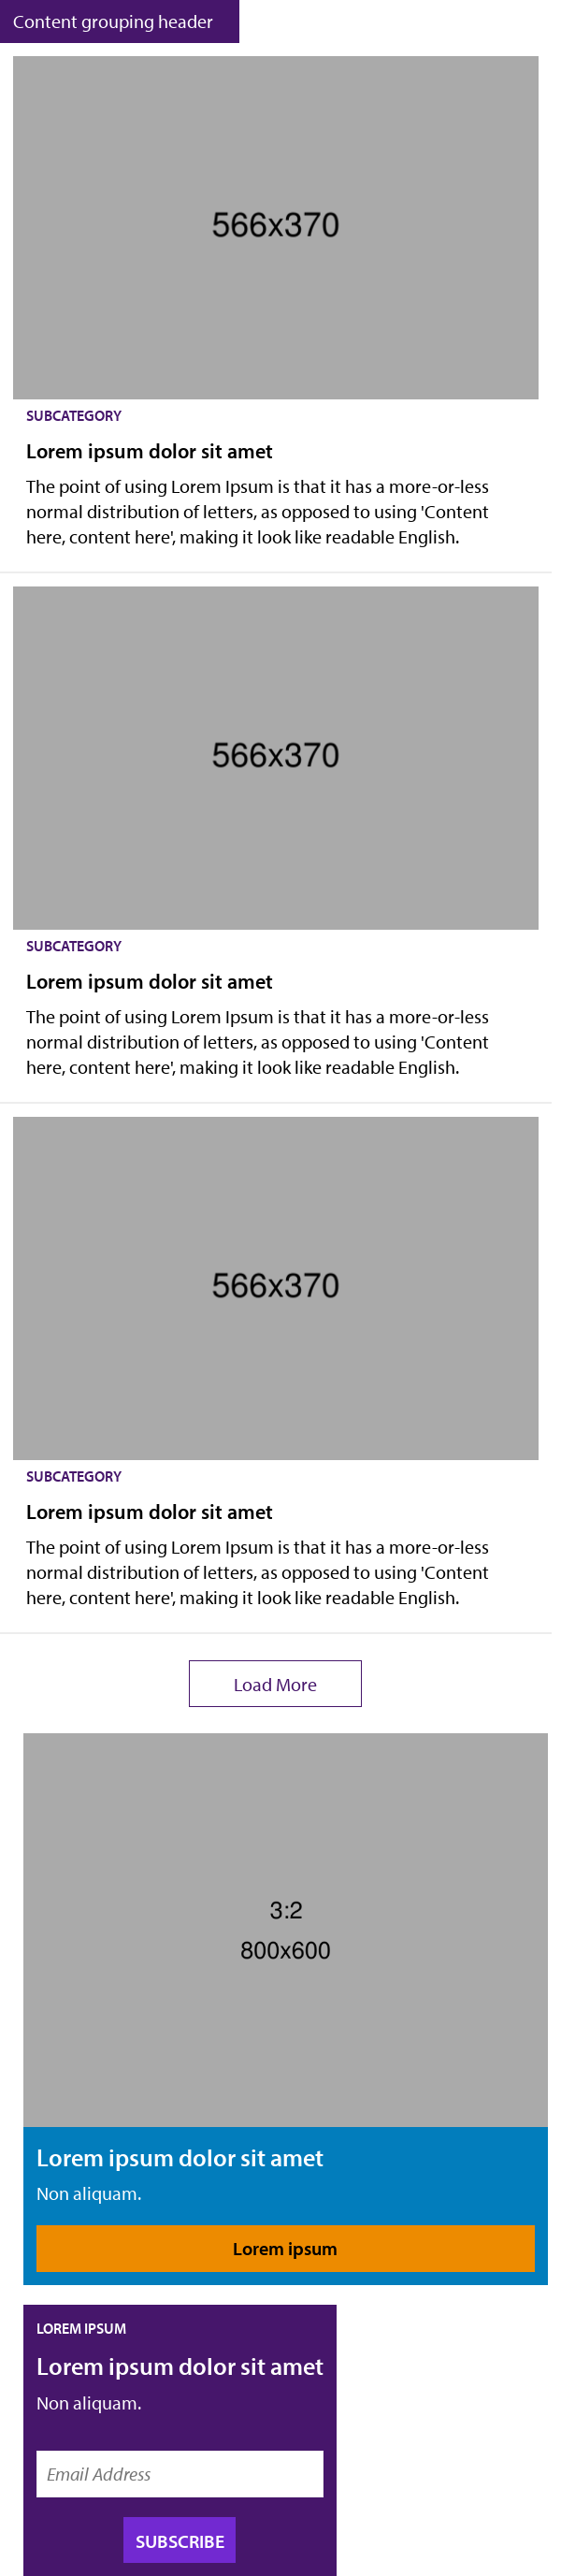 Content grouping header
566x370
SUBCATEGORY
Lorem ipsum dolor sit amet
The point of using Lorem Ipsum is that it has a more-or-less
normal distribution of letters, as opposed to using 'Content
here, content here', making it look like readable English.
566x370
SUBCATEGORY
Lorem ipsum dolor sit amet
The point of using Lorem Ipsum is that it has a more-or-less
normal distribution of letters, as opposed to using 'Content
here, content here', making it look like readable English.
566x370
SUBCATEGORY
Lorem ipsum dolor sit amet
The point of using Lorem Ipsum is that it has a more-or-less
normal distribution of letters, as opposed to using 'Content
here, content here', making it look like readable English.
Load More
3:2
800x600
Lorem ipsum dolor sit amet
Non aliquam.
Lorem ipsum
LOREM IPSUM
Lorem ipsum dolor sit amet
Non aliquam.
Email Address
SUBSCRIBE